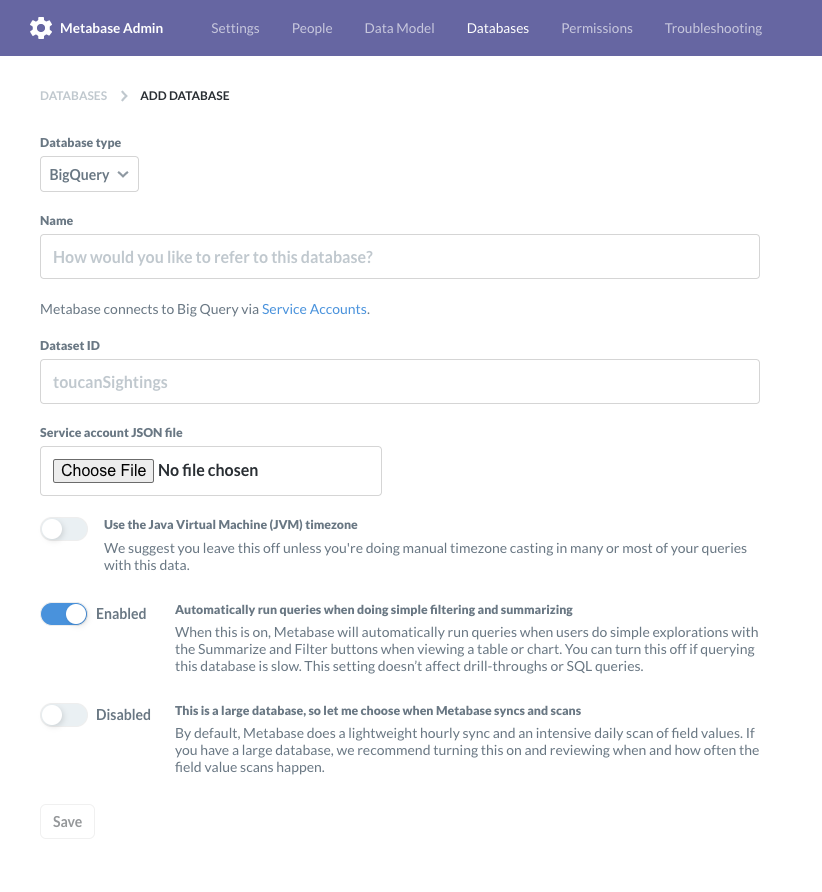 Metabase Admin Settings People Data Model Databases Permissions Troubleshooting
DATABASES ADD DATABASE
Database type
BigQuery
Name
How would you like to refer to this database?
Metabase connects to Big Query via Service Accounts.
Dataset ID
toucanSightings
Service account JSON file
Choose File No file chosen
Use the Java Virtual Machine (JVM) timezone
We suggest you leave this off unless you're doing manual timezone casting in many or most of your queries
with this data.
Enabled
Automatically run queries when doing simple filtering and summarizing
When this is on, Metabase will automatically run queries when users do simple explorations with
the Summarize and Filter buttons when viewing a table or chart. You can turn this off if querying
this database is slow. This setting doesn’t affect drill-throughs or SQL queries.
Disabled
This is a large database, so let me choose when Metabase syncs and scans
By default, Metabase does a lightweight hourly sync and an intensive daily scan of field values. If
you have a large database, we recommend turning this on and reviewing when and how often the
field value scans happen.
Save